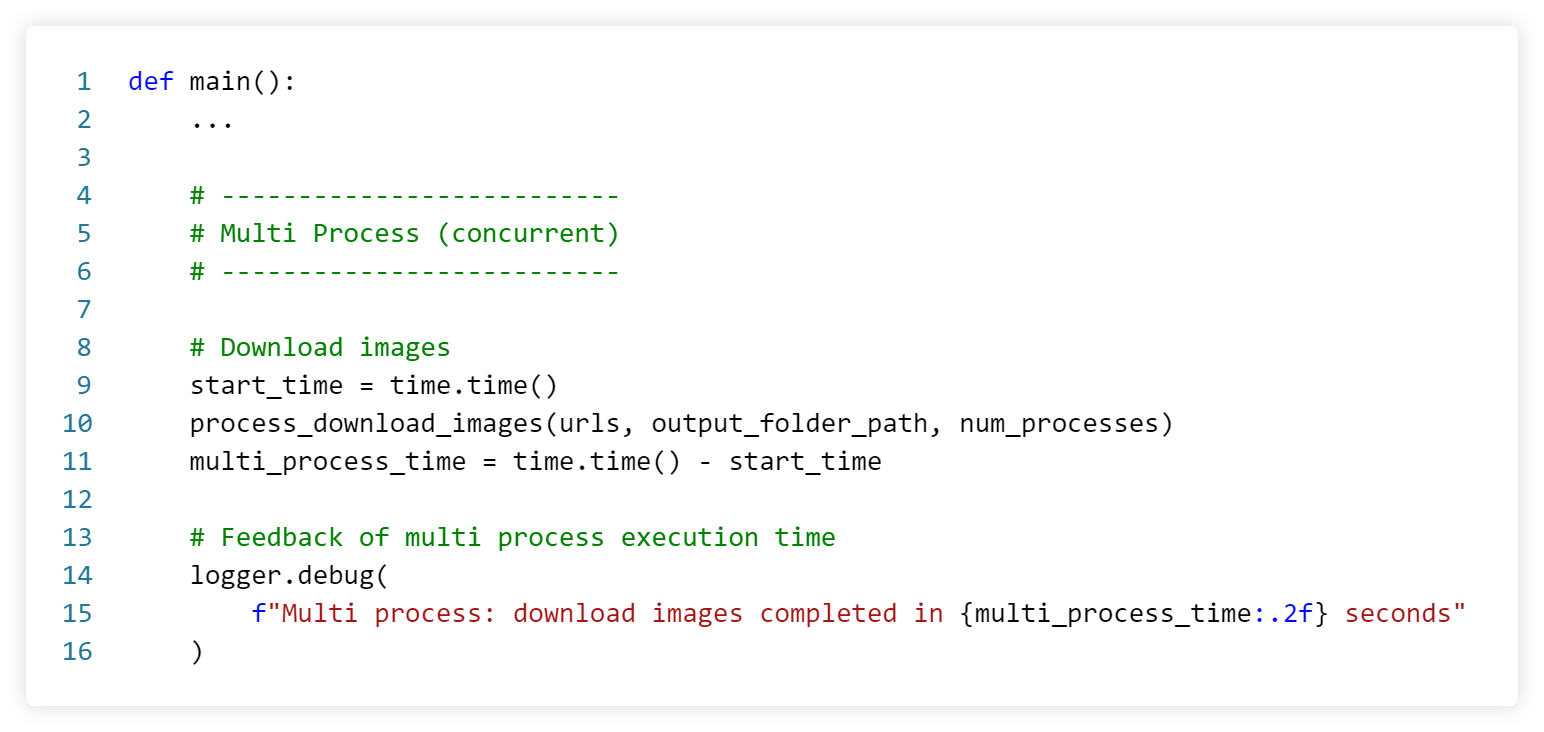 1 def main():
2     ...
3
4     # --------------------------
5     # Multi Process (concurrent)
6     # --------------------------
7
8     # Download images
9     start_time = time.time()
10     process_download_images(urls, output_folder_path, num_processes)
11     multi_process_time = time.time() - start_time
12
13     # Feedback of multi process execution time
14     logger.debug(
15         f"Multi process: download images completed in {multi_process_time:.2f} seconds"
16     )